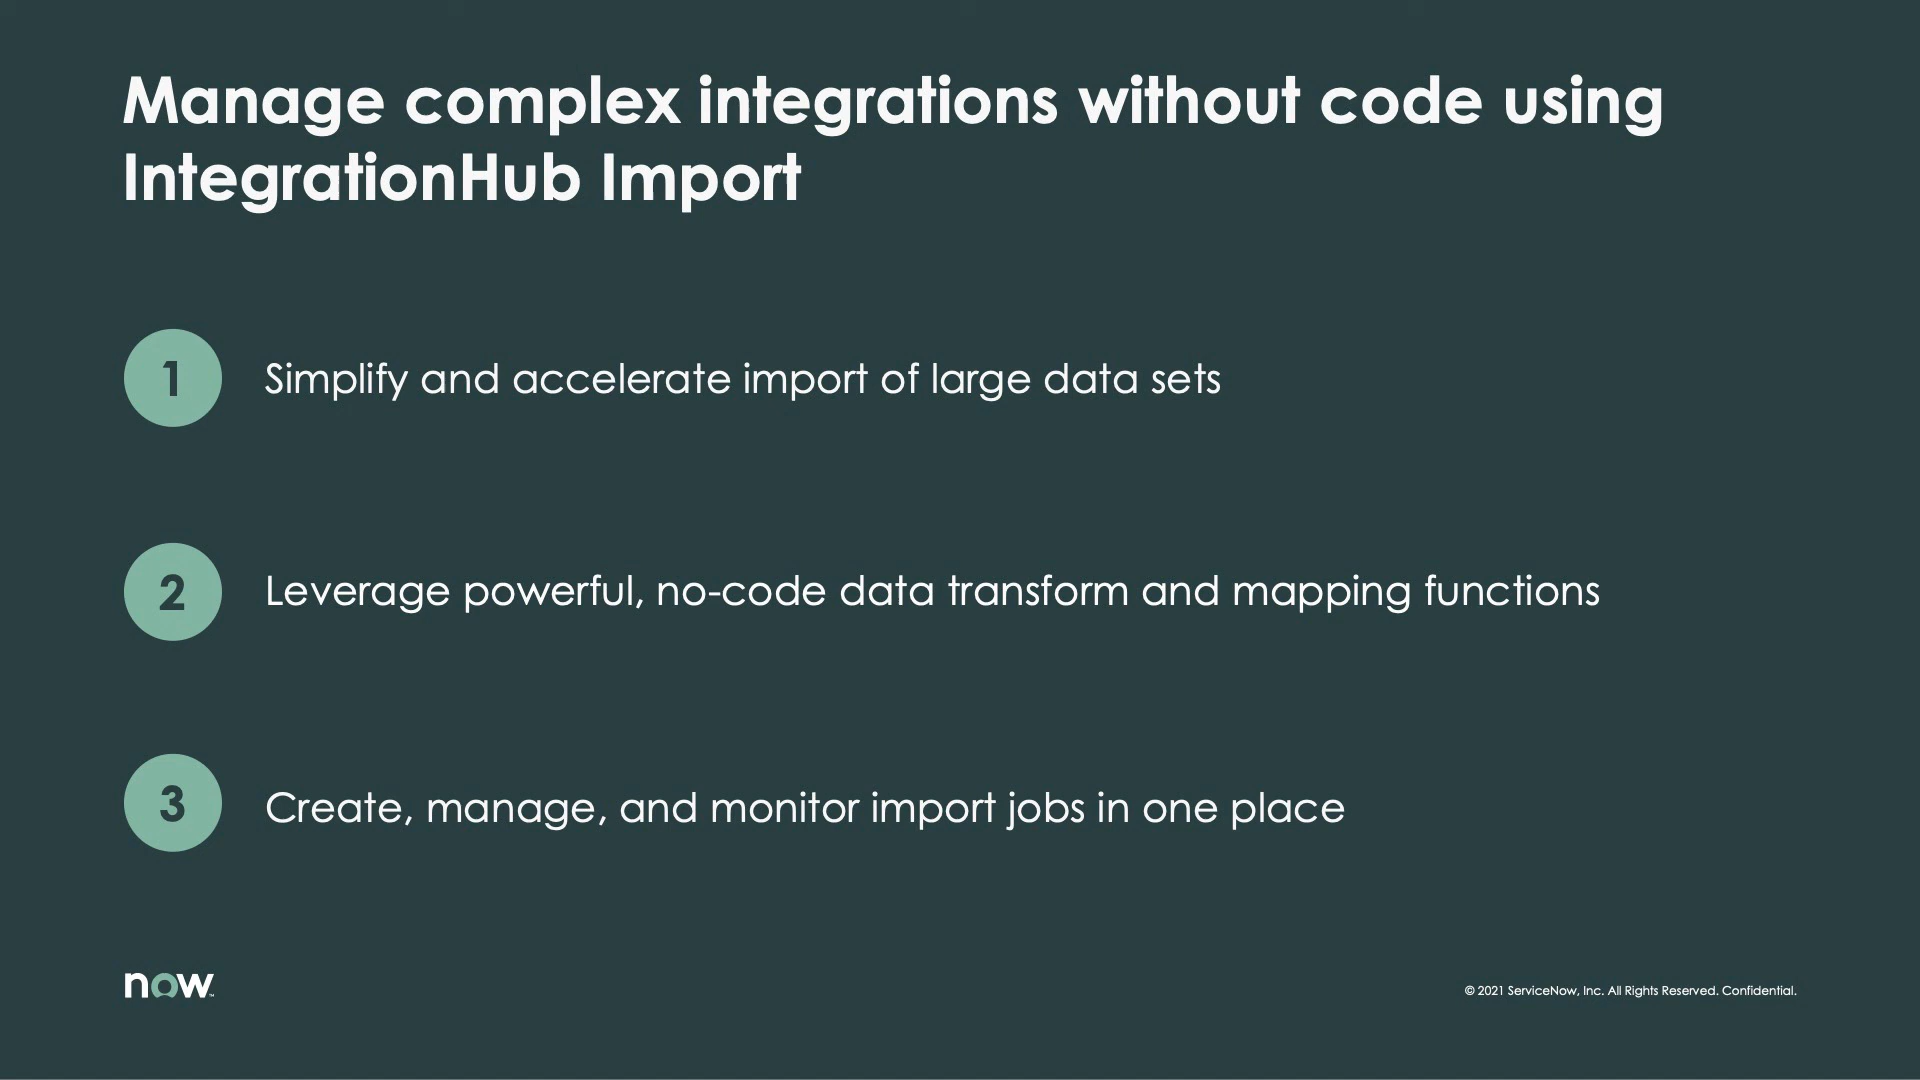 Manage complex integrations without code using
IntegrationHub Import
1
Simplify and accelerate import of large data sets
2
Leverage powerful, no-code data transform and mapping functions
3
Create, manage, and monitor import jobs in one place
now™
© 2021 ServiceNow, Inc. All Rights Reserved. Confidential.